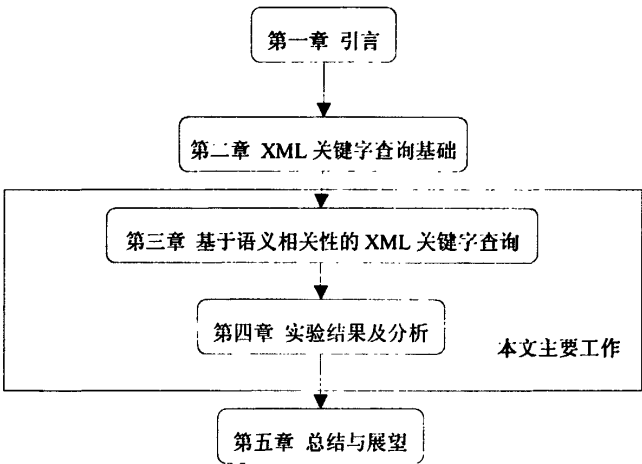 第一章 引言
第二章 XML 关键字查询基础
第三章 基于语义相关性的 XML 关键字查询
第四章 实验结果及分析
本文主要工作
第五章 总结与展望